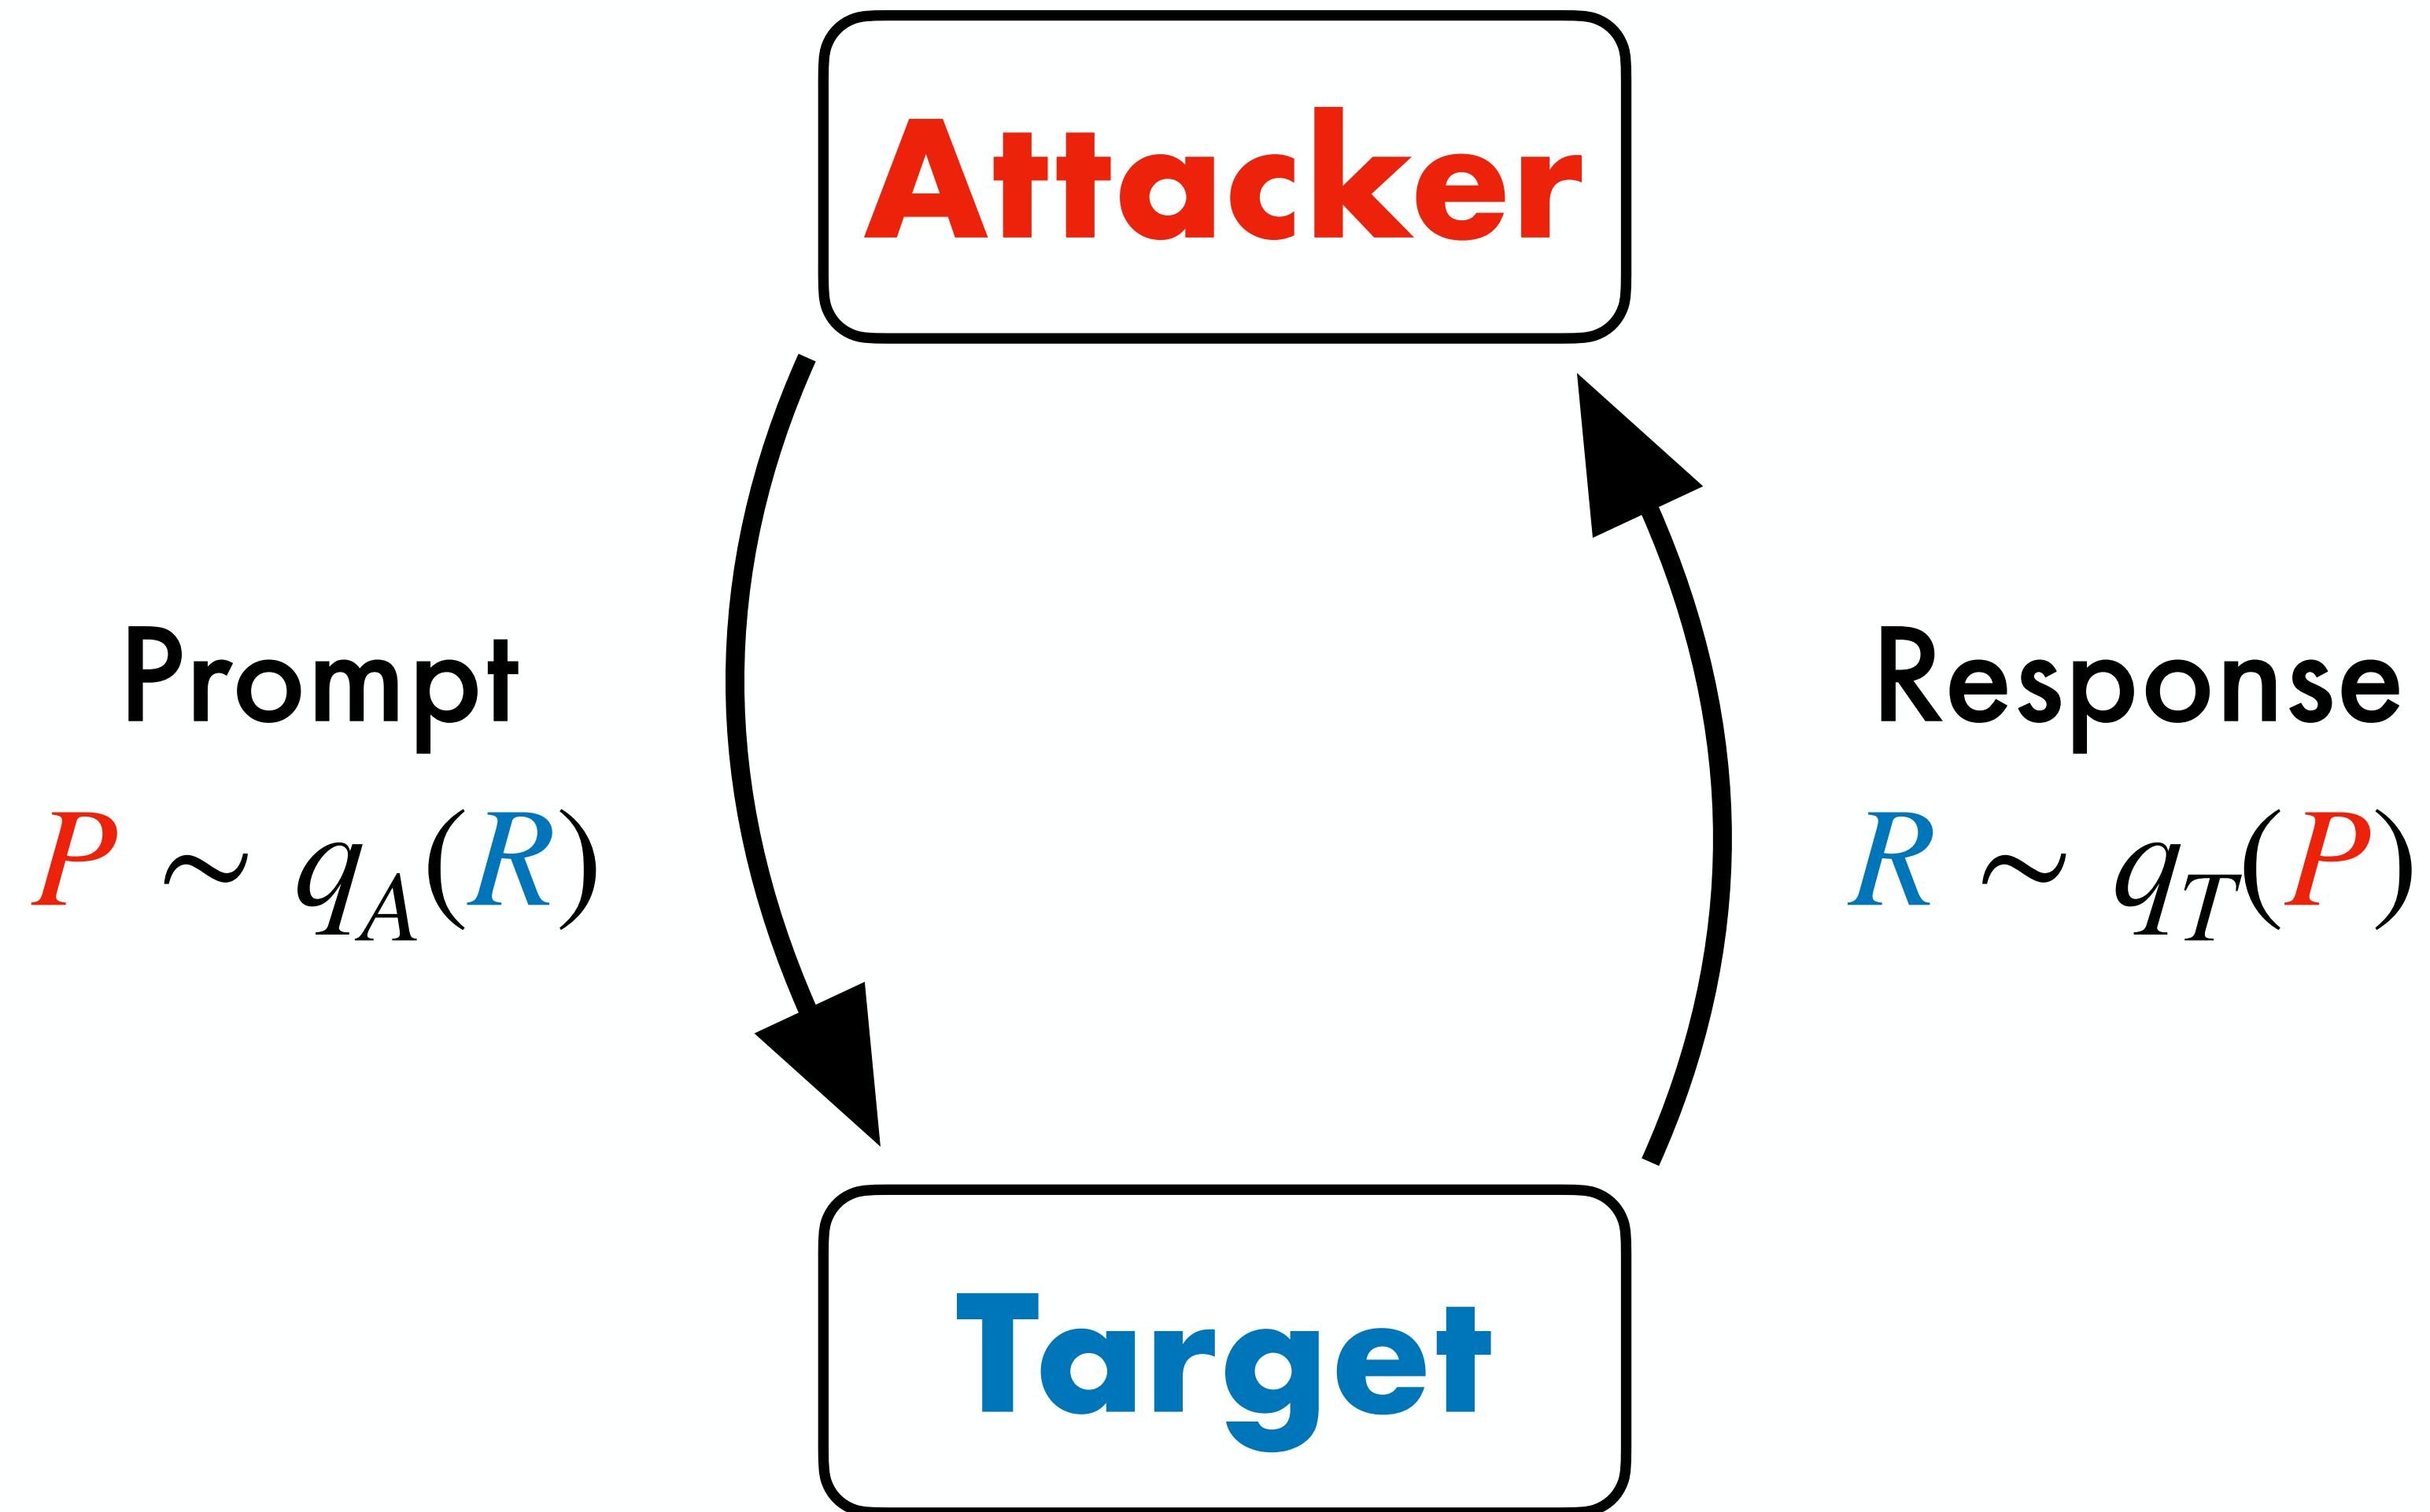 Attacker
Prompt
P ~ q_A(R)
Response
R ~ q_T(P)
Target